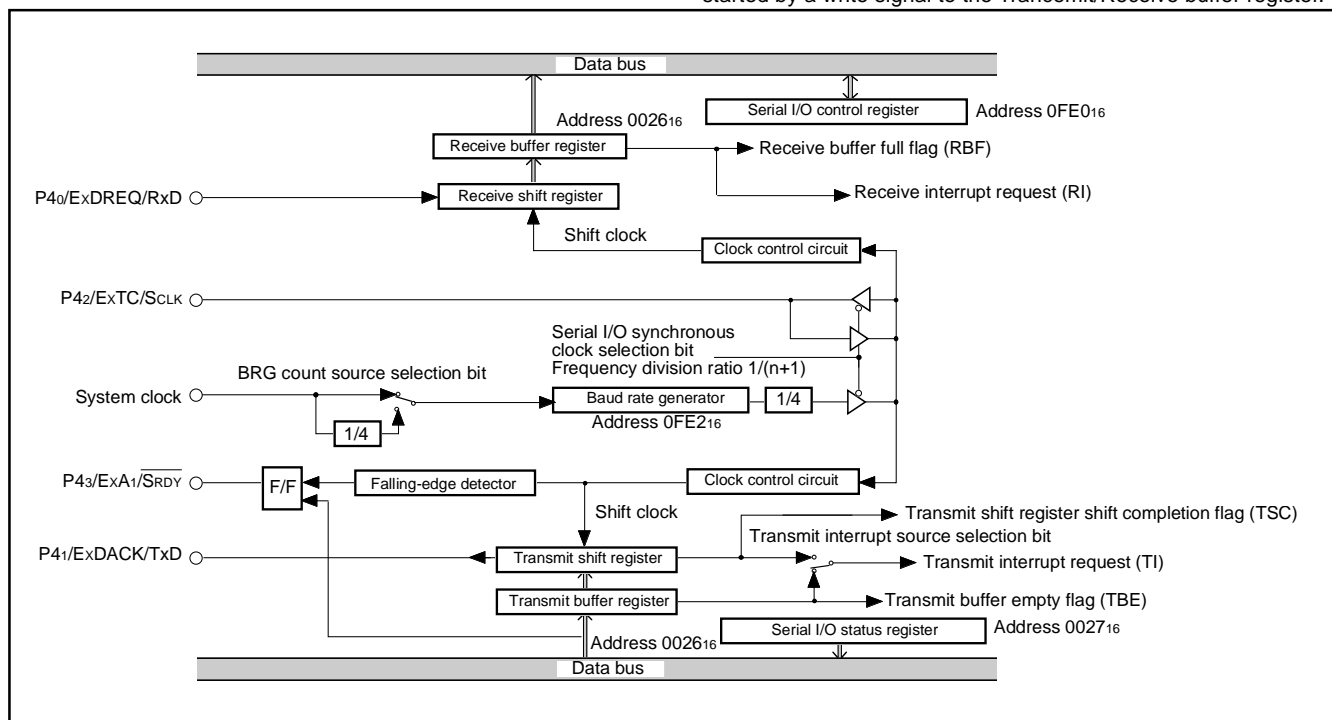 started by a write signal to the Transemit/Receive buffer register.
Data bus
Serial I/O control register
Address 0FE016
Address 002616
Receive buffer register
Receive buffer full flag (RBF)
P40/ExDREQ/RxD
Receive shift register
Receive interrupt request (RI)
Shift clock
Clock control circuit
P42/ExTC/SCLK
Serial I/O synchronous
clock selection bit
Frequency division ratio 1/(n+1)
BRG count source selection bit
System clock
Baud rate generator
1/4
Address 0FE216
1/4
P43/ExA1/SRDY
F/F
Falling-edge detector
Clock control circuit
Shift clock
Transmit shift register shift completion flag (TSC)
Transmit interrupt source selection bit
P41/ExDACK/TxD
Transmit shift register
Transmit interrupt request (TI)
Transmit buffer register
Transmit buffer empty flag (TBE)
Address 002616
Serial I/O status register
Address 002716
Data bus